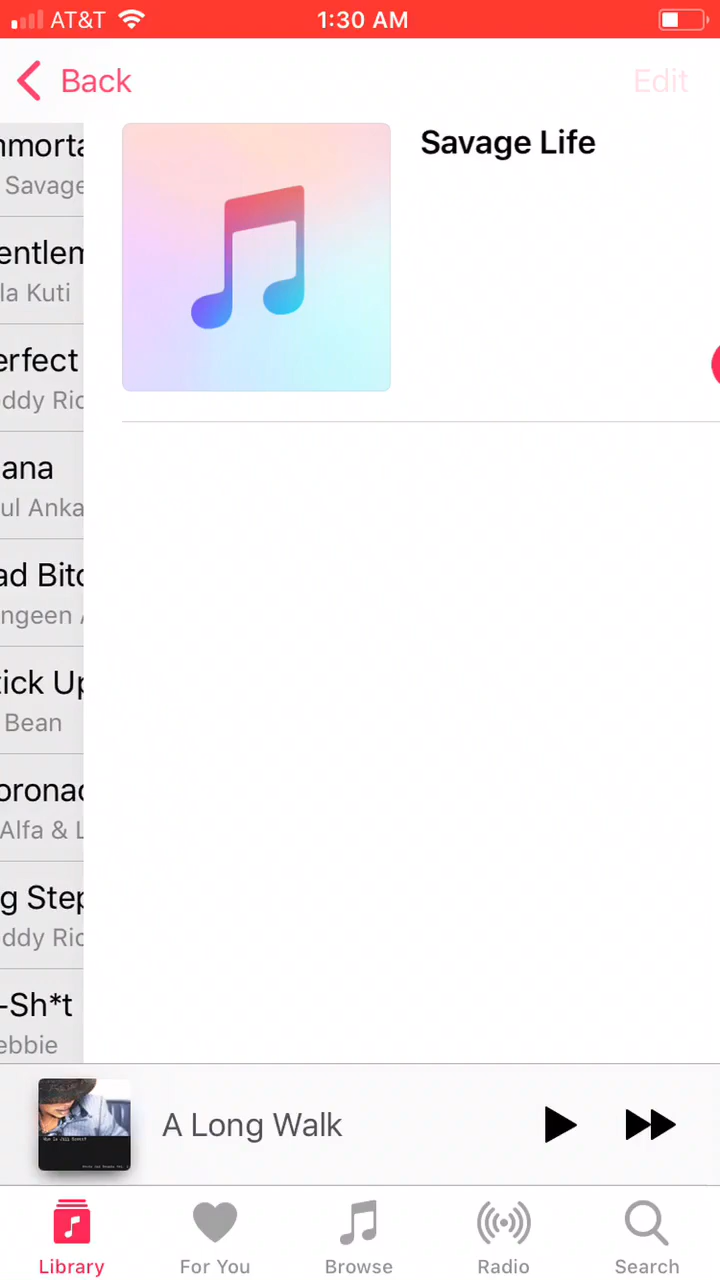 AT&T 1:30 AM
Back Edit
Savage Life
mmorta
Savage
entlem
la Kuti
erfect
ddy Ric
ana
ul Anka
ad Bitc
ngeen
tick Up
Bean
oronac
Alfa & L
g Step
ddy Ric
-Sh*t
ebbie
A Long Walk
Library For You Browse Radio Search